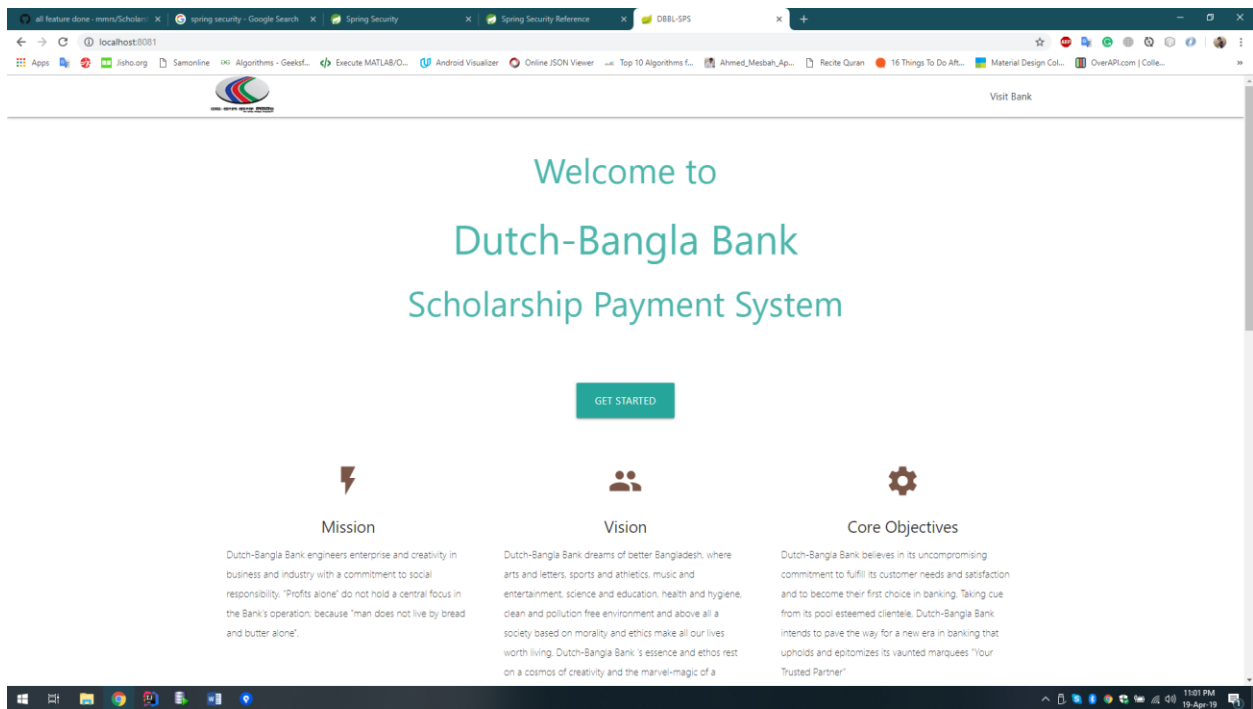 all feature done · mmrs/Scholars
spring security - Google Search
Spring Security
Spring Security Reference
DBBL-SPS
localhost:8081
Apps
Jisho.org
Samonline
Algorithms - Geeksf...
Execute MATLAB/O...
Android Visualizer
Online JSON Viewer
Top 10 Algorithms f...
Ahmed_Mesbah_Ap...
Recite Quran
16 Things To Do Aft...
Material Design Col...
OverAPI.com | Colle...
Visit Bank
Welcome to
Dutch-Bangla Bank
Scholarship Payment System
GET STARTED
Mission
Dutch-Bangla Bank engineers enterprise and creativity in
business and industry with a commitment to social
responsibility. "Profits alone" do not hold a central focus in
the Bank's operation; because "man does not live by bread
and butter alone".
Vision
Dutch-Bangla Bank dreams of better Bangladesh, where
arts and letters, sports and athletics, music and
entertainment, science and education, health and hygiene,
clean and pollution free environment and above all a
society based on morality and ethics make all our lives
worth living. Dutch-Bangla Bank 's essence and ethos rest
on a cosmos of creativity and the marvel-magic of a
Core Objectives
Dutch-Bangla Bank believes in its uncompromising
commitment to fulfill its customer needs and satisfaction
and to become their first choice in banking. Taking cue
from its pool esteemed clientele, Dutch-Bangla Bank
intends to pave the way for a new era in banking that
upholds and epitomizes its vaunted marquees "Your
Trusted Partner"
11:01 PM
19-Apr-19